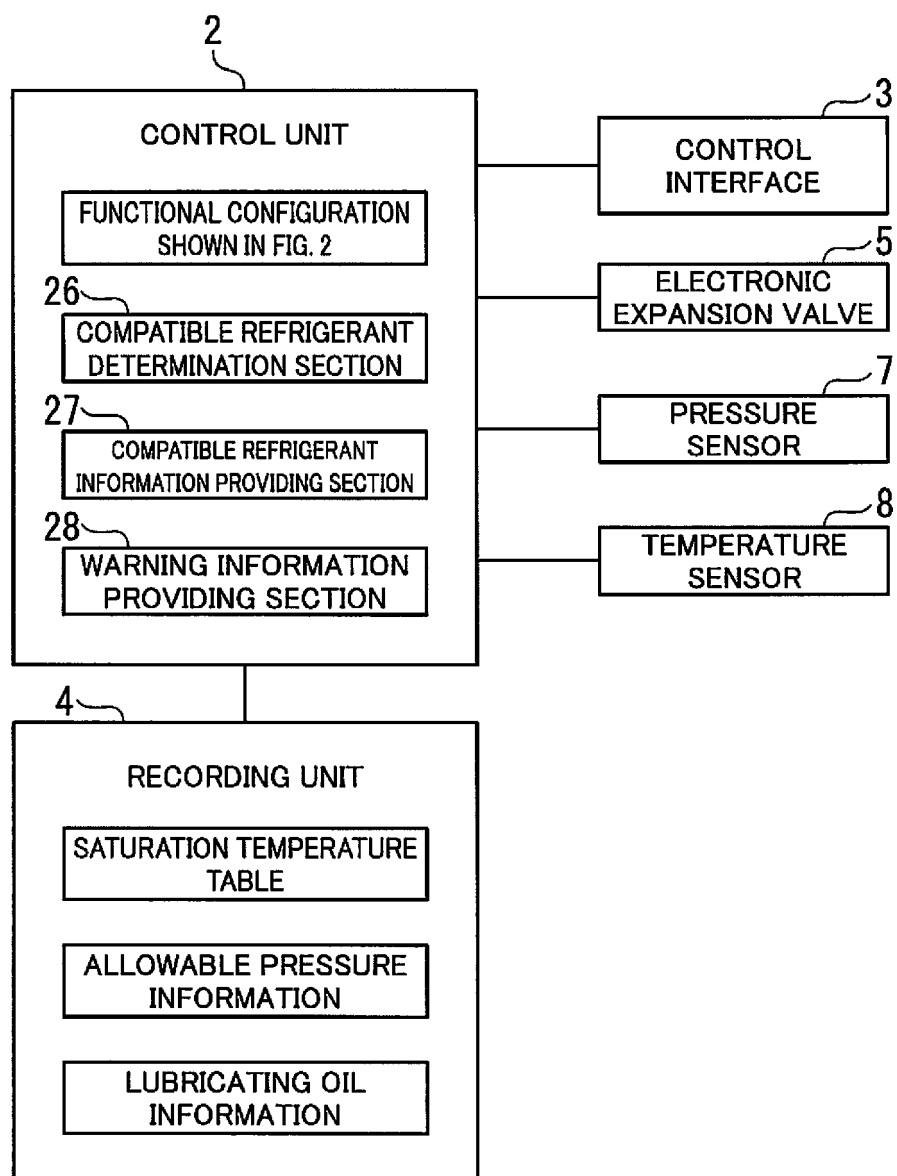 2
CONTROL UNIT
FUNCTIONAL CONFIGURATION
SHOWN IN FIG. 2
26
COMPATIBLE REFRIGERANT
DETERMINATION SECTION
27
COMPATIBLE REFRIGERANT
INFORMATION PROVIDING SECTION
28
WARNING INFORMATION
PROVIDING SECTION
3
CONTROL
INTERFACE
5
ELECTRONIC
EXPANSION VALVE
7
PRESSURE
SENSOR
8
TEMPERATURE
SENSOR
4
RECORDING UNIT
SATURATION TEMPERATURE
TABLE
ALLOWABLE PRESSURE
INFORMATION
LUBRICATING OIL
INFORMATION